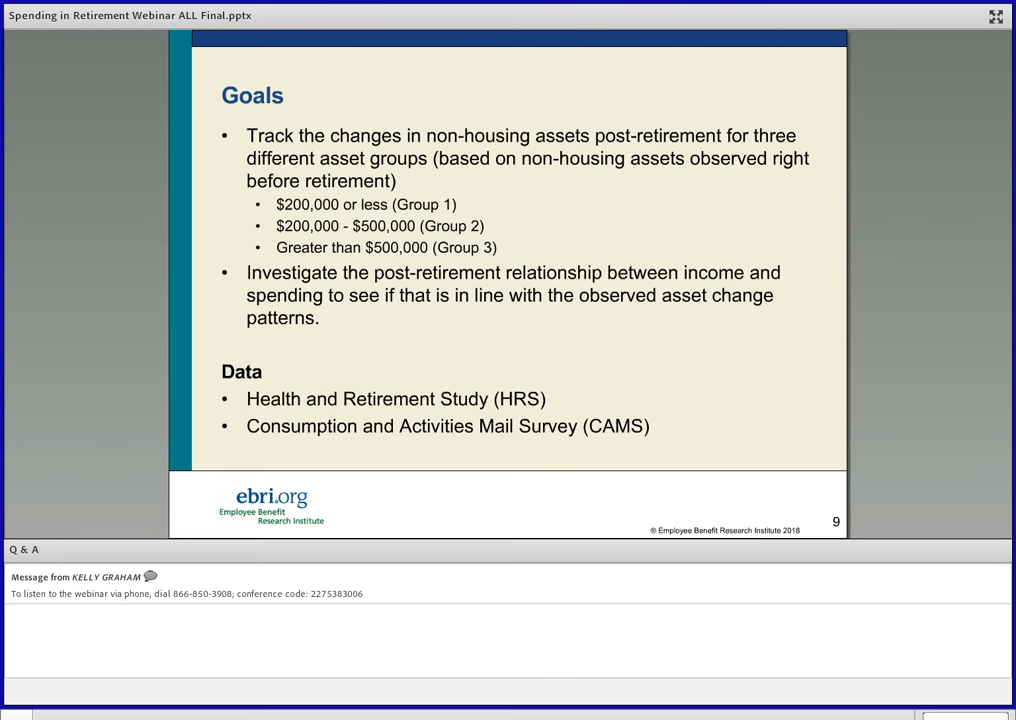 Spending in Retirement Webinar ALL Final.pptx
Goals
• Track the changes in non-housing assets post-retirement for three
different asset groups (based on non-housing assets observed right
before retirement)
• $200,000 or less (Group 1)
• $200,000 - $500,000 (Group 2)
• Greater than $500,000 (Group 3)
• Investigate the post-retirement relationship between income and
spending to see if that is in line with the observed asset change
patterns.
Data
• Health and Retirement Study (HRS)
• Consumption and Activities Mail Survey (CAMS)
ebri.org
Employee Benefit
Research Institute
® Employee Benefit Research Institute 2018
9
Q & A
Message from KELLY GRAHAM
To listen to the webinar via phone, dial 866-850-3908; conference code: 2275383006